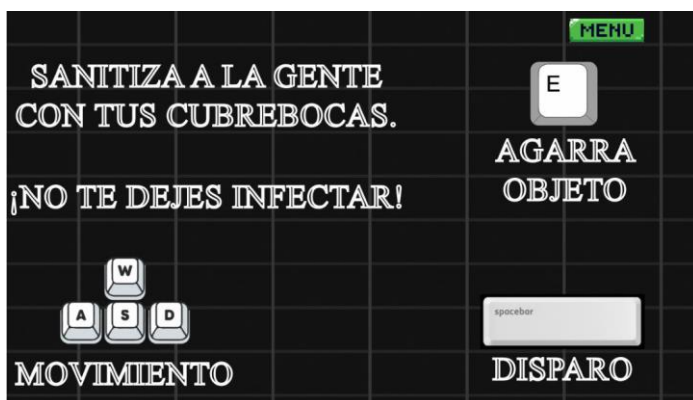 MENU
SANITIZA A LA GENTE
CON TUS CUBREBOCAS.
¡NO TE DEJES INFECTAR!
E
AGARRA
OBJETO
W
A S D
MOVIMIENTO
spacebar
DISPARO